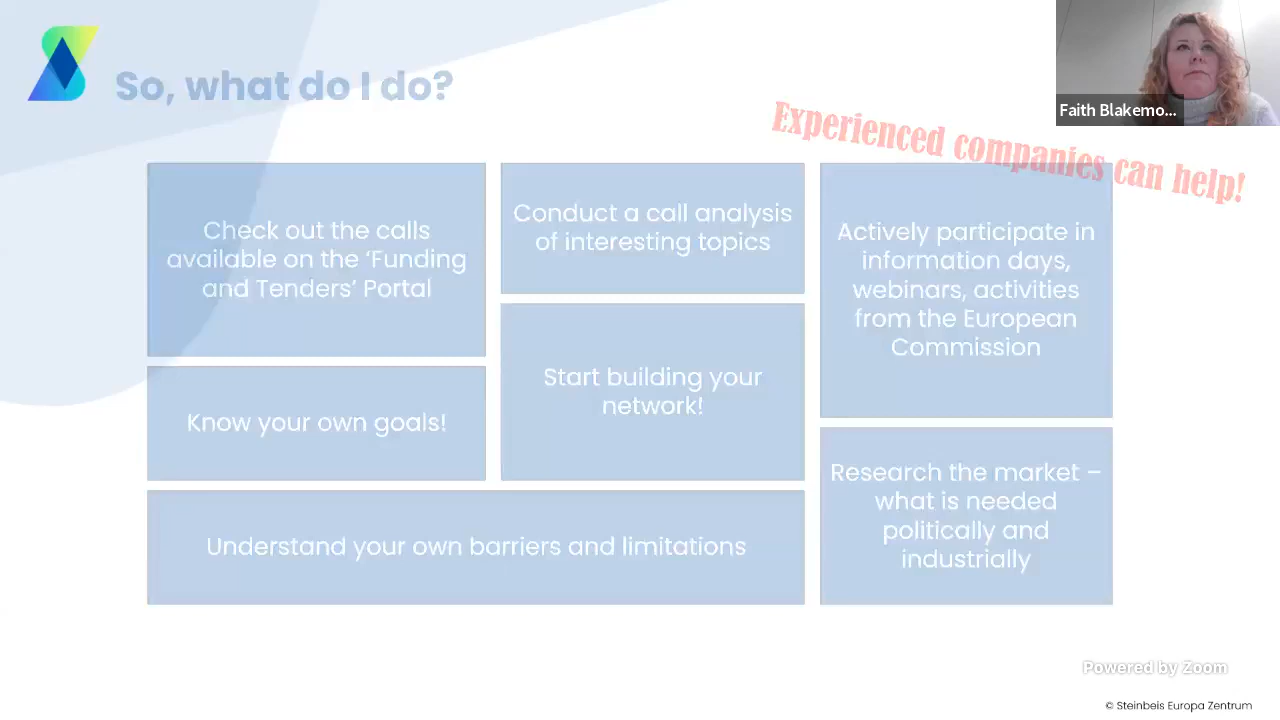 So, what do I do?
Faith Blakemo...
Experienced companies can help!
Check out the calls
available on the ‘Funding
and Tenders’ Portal
Conduct a call analysis
of interesting topics
Actively participate in
information days,
webinars, activities
from the European
Commission
Know your own goals!
Start building your
network!
Research the market –
what is needed
politically and
industrially
Understand your own barriers and limitations
Powered by Zoom
© Steinbeis Europa Zentrum